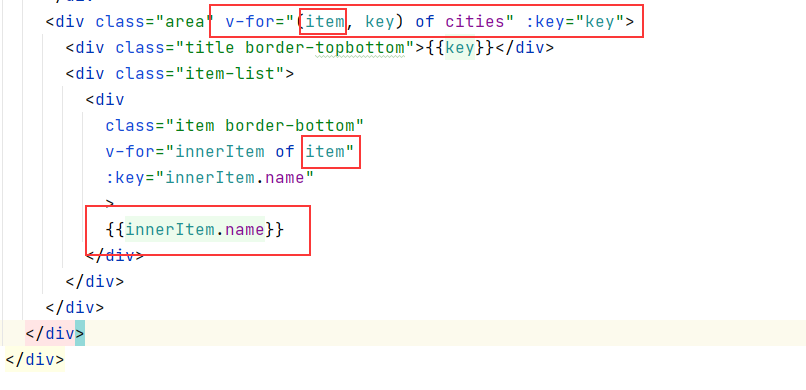 </div>
<div class="area" v-for="(item, key) of cities" :key="key">
<div class="title border-topbottom">{{key}}</div>
<div class="item-list">
<div
class="item border-bottom"
v-for="innerItem of item"
:key="innerItem.name"
>
{{innerItem.name}}
</div>
</div>
</div>
</div>
</div>